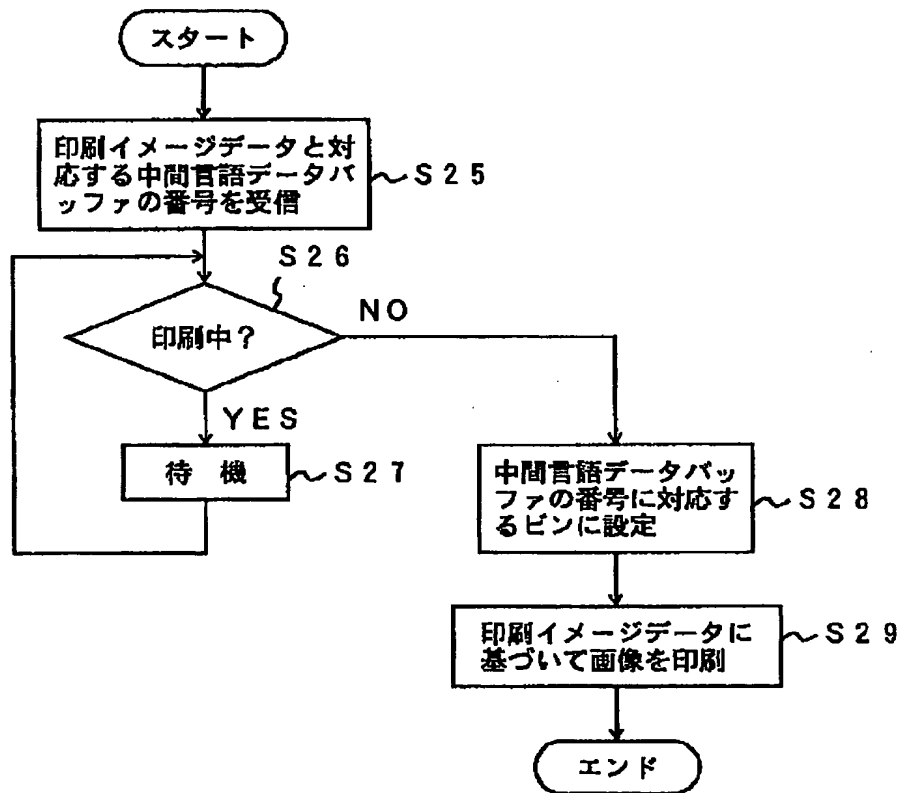 スタート
印刷イメージデータと対
応する中間言語データバ
ッファの番号を受信
S25
S26
印刷中?
NO
YES
待 機
S27
中間言語データバッ
ファの番号に対応す
るビンに設定
S28
印刷イメージデータに
基づいて画像を印刷
S29
エンド